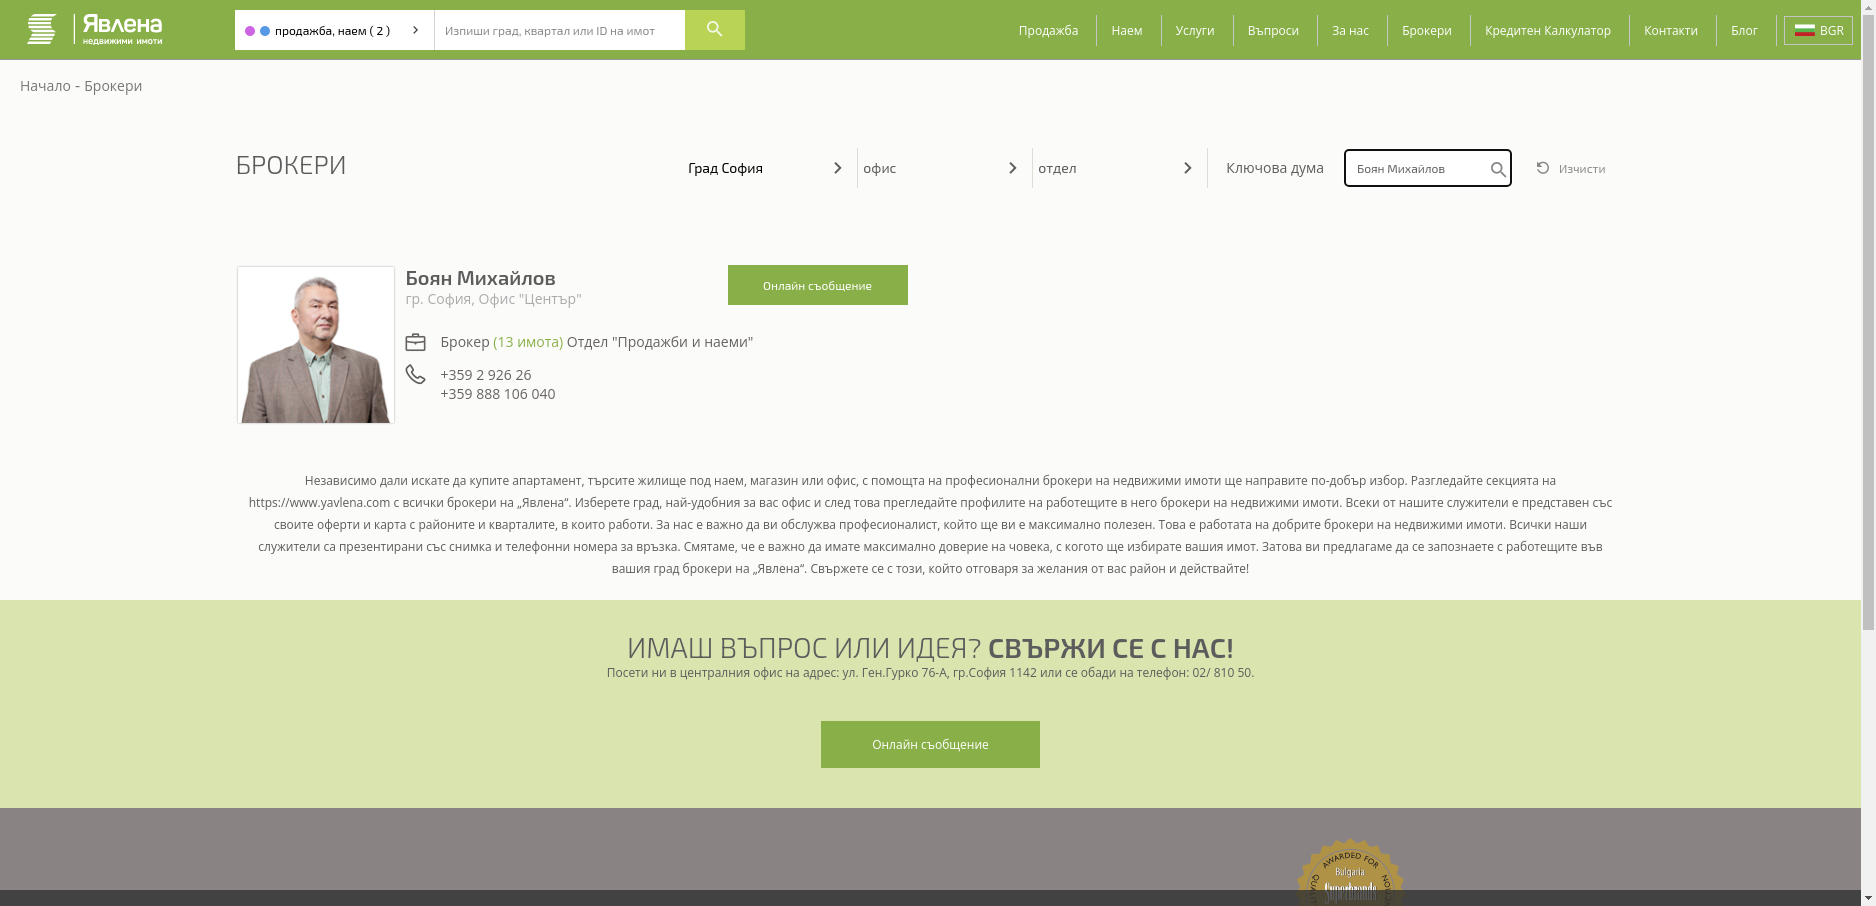 Явлена
недвижими имоти
продажба, наем ( 2 )
Изпиши град, квартал или ID на имот
Продажба
Наем
Услуги
Въпроси
За нас
Брокери
Кредитен Калкулатор
Контакти
Блог
BGR
Начало - Брокери
БРОКЕРИ
Град София
офис
отдел
Ключова дума
Боян Михайлов
Изчисти
Боян Михайлов
гр. София, Офис "Център"
Онлайн съобщение
Брокер (13 имота) Отдел "Продажби и наеми"
+359 2 926 26
+359 888 106 040
Независимо дали искате да купите апартамент, търсите жилище под наем, магазин или офис, с помощта на професионални брокери на недвижими имоти ще направите по-добър избор. Разгледайте секцията на
https://www.yavlena.com с всички брокери на „Явлена“. Изберете град, най-удобния за вас офис и след това прегледайте профилите на работещите в него брокери на недвижими имоти. Всеки от нашите служители е представен със
своите оферти и карта с районите и кварталите, в които работи. За нас е важно да ви обслужва професионалист, който ще ви е максимално полезен. Това е работата на добрите брокери на недвижими имоти. Всички наши
служители са презентирани със снимка и телефонни номера за връзка. Смятаме, че е важно да имате максимално доверие на човека, с когото ще избирате вашия имот. Затова ви предлагаме да се запознаете с работещите във
вашия град брокери на „Явлена“. Свържете се с този, който отговаря за желания от вас район и действайте!
ИМАШ ВЪПРОС ИЛИ ИДЕЯ? СВЪРЖИ СЕ С НАС!
Посети ни в централния офис на адрес: ул. Ген.Гурко 76-А, гр.София 1142 или се обади на телефон: 02/ 810 50.
Онлайн съобщение
AWARDED FOR
Bulgaria
Superbrands